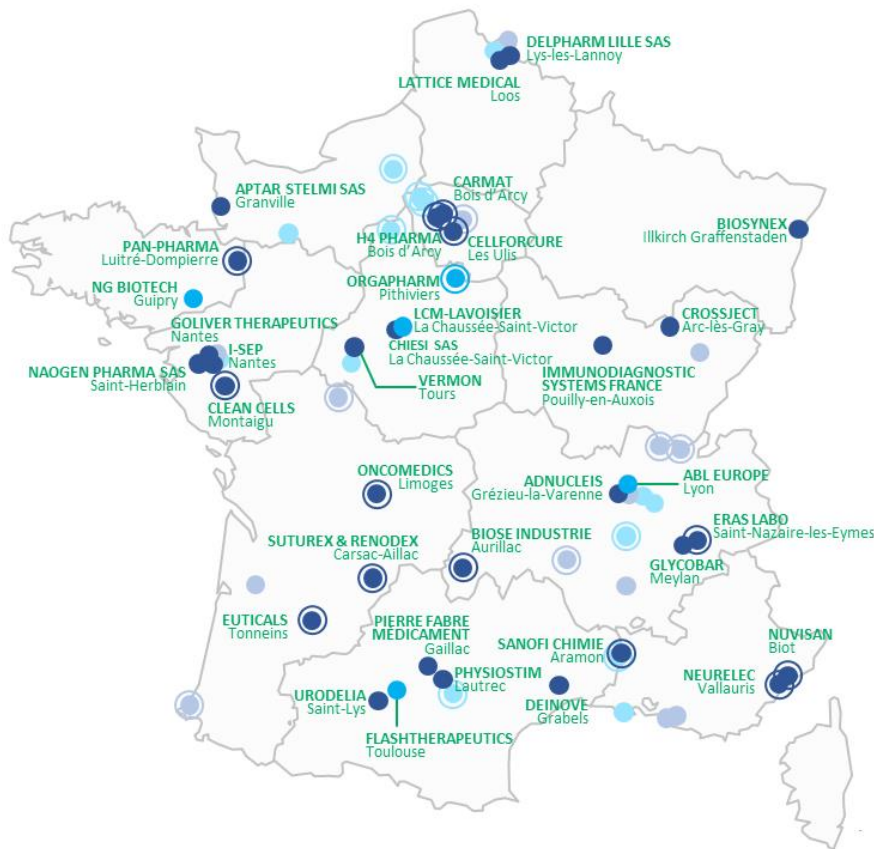 DELPHARM LILLE SAS
Lys-les-Lannoy
LATTICE MEDICAL
Loos
APTAR STELMI SAS
Granville
CARMAT
Bois d'Arcy
PAN-PHARMA
Luitré-Dompierre
H4 PHARMA
Bois d'Arcy
CELLFORCURE
Les Ulis
BIOSYNEX
Illkirch Graffenstaden
NG BIOTECH
Guipry
ORGAPHARM
Pithiviers
GOLIVER THERAPEUTICS
Nantes
LCM-LAVOISIER
La Chaussée-Saint-Victor
CROSSJECT
Arc-lès-Gray
I-SEP
Nantes
CHIESI SAS
La Chaussée-Saint-Victor
NAOGEN PHARMA SAS
Saint-Herblain
VERMON
Tours
IMMUNODIAGNOSTIC
SYSTEMS FRANCE
Pouilly-en-Auxois
CLEAN CELLS
Montaigu
ONCOMEDICS
Limoges
ADNUCLEIS
Grézieu-la-Varenne
ABL EUROPE
Lyon
SUTUREX & RENODEX
Carsac-Aillac
BIOSE INDUSTRIE
Aurillac
ERAS LABO
Saint-Nazaire-les-Eymes
GLYCOBAR
Meylan
EUTICALS
Tonneins
PIERRE FABRE
MÉDICAMENT
Gaillac
SANOFI CHIMIE
Aramon
NUVISAN
Biot
PHYSIOSTIM
Lautrec
NEURELEC
Vallauris
URODELIA
Saint-Lys
DEINOVE
Grabels
FLASHTHERAPEUTICS
Toulouse